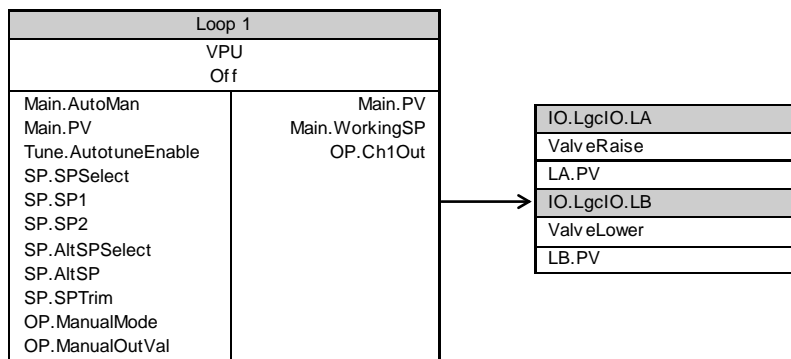 Loop 1
VPU
Off
Main.AutoMan
Main.PV
Tune.AutotuneEnable
SP.SPSelect
SP.SP1
SP.SP2
SP.AltSPSelect
SP.AltSP
SP.SPTrim
OP.ManualMode
OP.ManualOutVal
Main.PV
Main.WorkingSP
OP.Ch1Out
IO.LgcIO.LA
ValveRaise
LA.PV
IO.LgcIO.LB
ValveLower
LB.PV